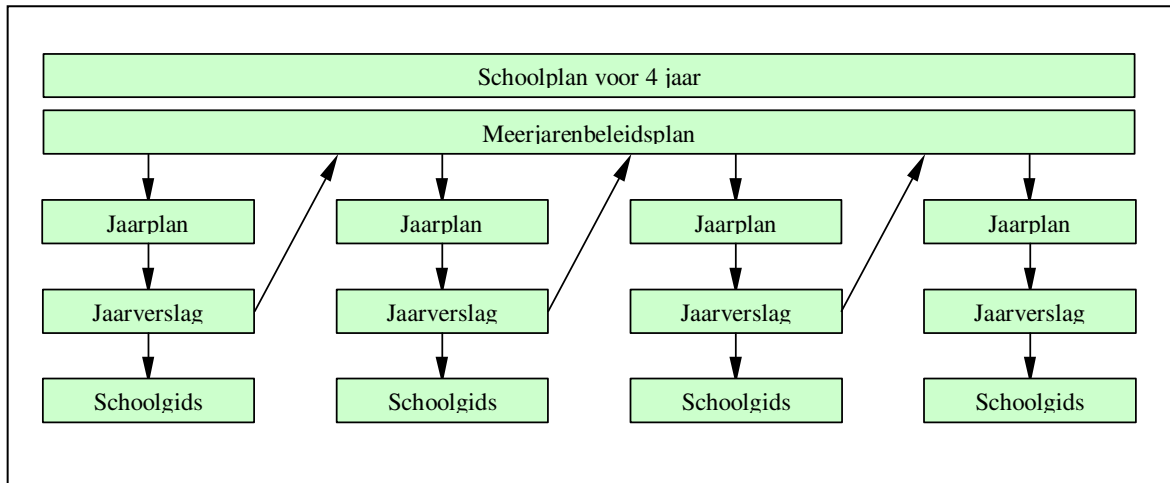 Schoolplan voor 4 jaar
Meerjarenbeleidsplan
Jaarplan Jaarplan Jaarplan Jaarplan
Jaarverslag Jaarverslag Jaarverslag Jaarverslag
Schoolgids Schoolgids Schoolgids Schoolgids